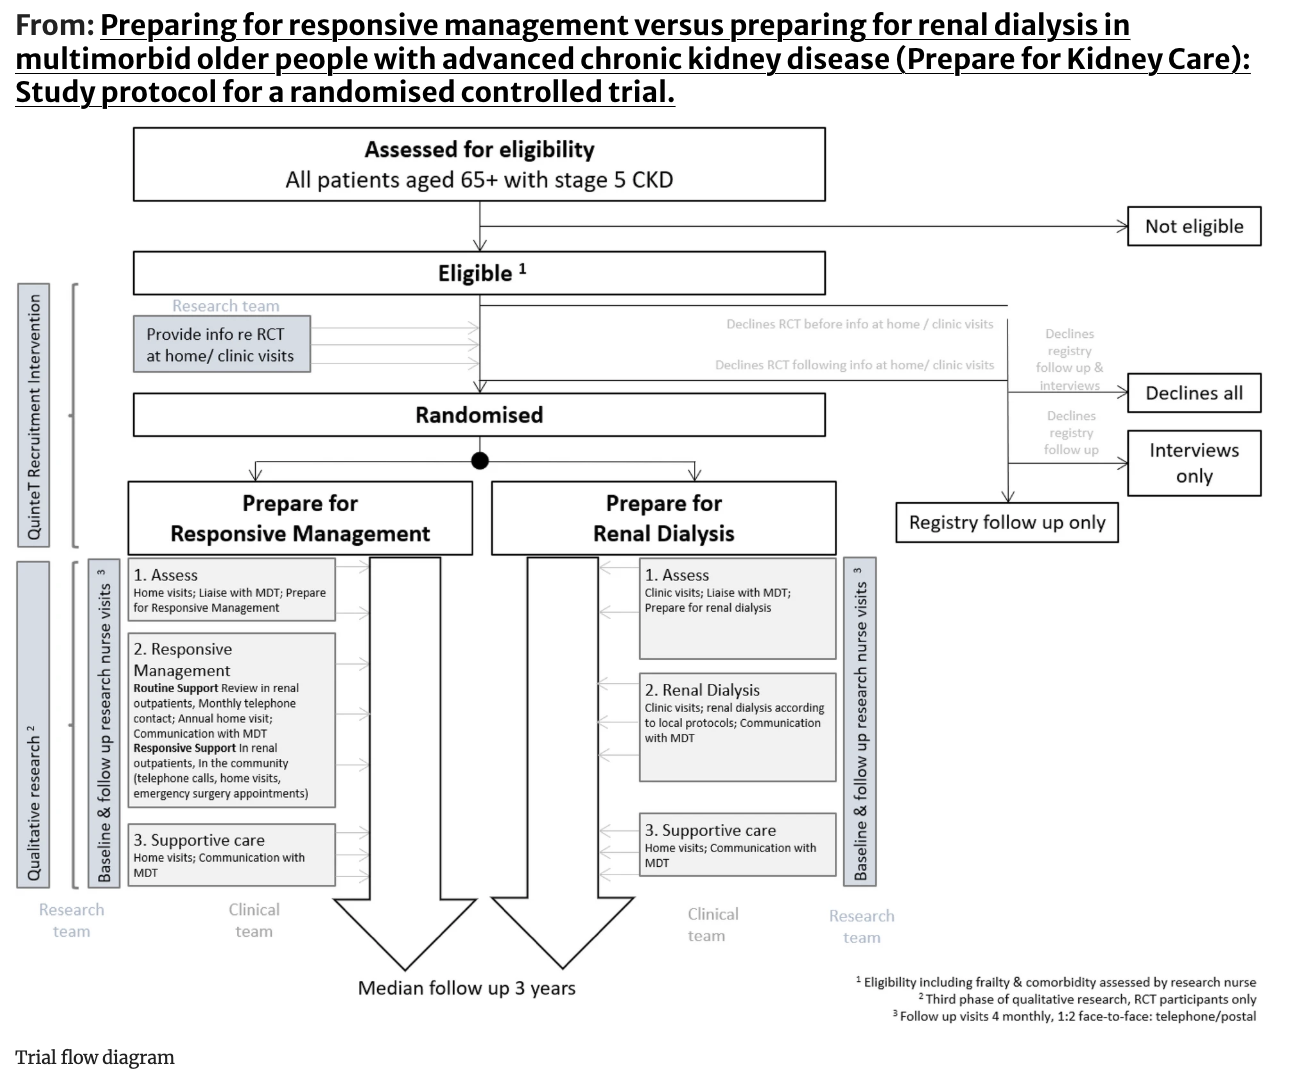 From: Preparing for responsive management versus preparing for renal dialysis in
multimorbid older people with advanced chronic kidney disease (Prepare for Kidney Care):
Study protocol for a randomised controlled trial.
Assessed for eligibility
All patients aged 65+ with stage 5 CKD
Not eligible
Eligible ¹
Research team
Provide info re RCT
at home/ clinic visits
Declines RCT before info at home / clinic visits
Declines RCT following info at home/ clinic visits
Declines
registry
follow up &
interviews
Declines all
Declines
registry
follow up
Interviews
only
Registry follow up only
QuinteT Recruitment Intervention
Randomised
Prepare for
Responsive Management
Prepare for
Renal Dialysis
Qualitative research ²
Baseline & follow up research nurse visits ³
1. Assess
Home visits; Liaise with MDT; Prepare
for Responsive Management
2. Responsive
Management
Routine Support Review in renal
outpatients, Monthly telephone
contact; Annual home visit;
Communication with MDT
Responsive Support In renal
outpatients, In the community
(telephone calls, home visits,
emergency surgery appointments)
3. Supportive care
Home visits; Communication with
MDT
1. Assess
Clinic visits; Liaise with MDT;
Prepare for renal dialysis
2. Renal Dialysis
Clinic visits; renal dialysis according
to local protocols; Communication
with MDT
3. Supportive care
Home visits; Communication with
MDT
Baseline & follow up research nurse visits ³
Research
team
Clinical
team
Clinical
team
Research
team
Median follow up 3 years
¹ Eligibility including frailty & comorbidity assessed by research nurse
² Third phase of qualitative research, RCT participants only
³ Follow up visits 4 monthly, 1:2 face-to-face: telephone/postal
Trial flow diagram